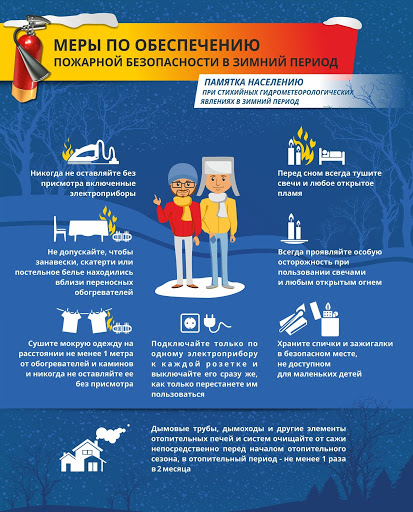 МЕРЫ ПО ОБЕСПЕЧЕНИЮ
ПОЖАРНОЙ БЕЗОПАСНОСТИ В ЗИМНИЙ ПЕРИОД
ПАМЯТКА НАСЕЛЕНИЮ
ПРИ СТИХИЙНЫХ ГИДРОМЕТЕОРОЛОГИЧЕСКИХ
ЯВЛЕНИЯХ В ЗИМНИЙ ПЕРИОД
Никогда не оставляйте без
присмотра включенные
электроприборы
Перед сном всегда тушите
свечи и любое открытое
пламя
Не допускайте, чтобы
занавески, скатерти или
постельное белье находились
вблизи переносных
обогревателей
Всегда проявляйте особую
осторожность при
пользовании свечами
и любым открытым огнем
Сушите мокрую одежду на
расстоянии не менее 1 метра
от обогревателей и каминов
и никогда не оставляйте ее
без присмотра
Подключайте только по
одному электроприбору
к каждой розетке и
выключайте его сразу же,
как только перестанете им
пользоваться
Храните спички и зажигалки
в безопасном месте,
не доступном
для маленьких детей
Дымовые трубы, дымоходы и другие элементы
отопительных печей и систем очищайте от сажи
непосредственно перед началом отопительного
сезона, в отопительный период - не менее 1 раза
в 2 месяца